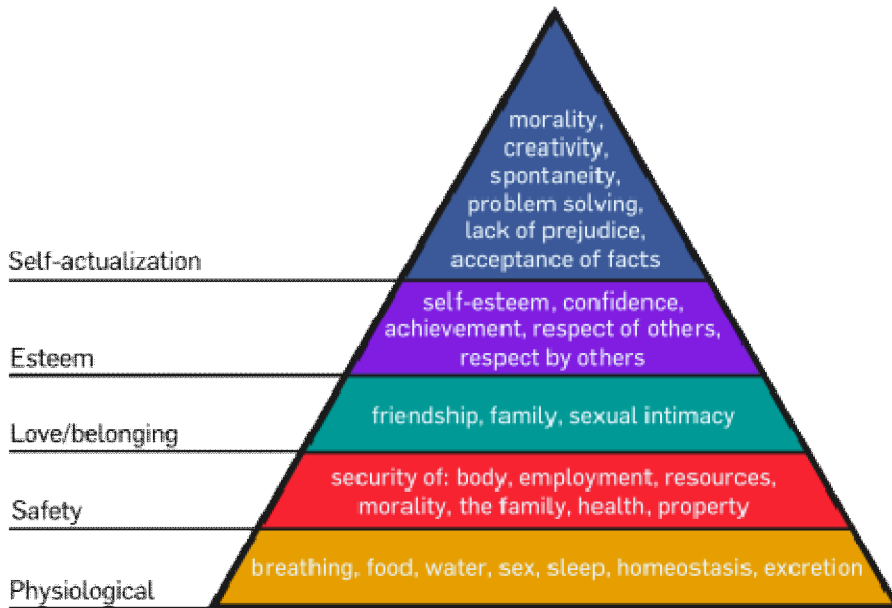 morality,
creativity,
spontaneity,
problem solving,
lack of prejudice,
acceptance of facts
Self-actualization
self-esteem, confidence,
achievement, respect of others,
respect by others
Esteem
friendship, family, sexual intimacy
Love/belonging
security of: body, employment, resources,
morality, the family, health, property
Safety
breathing, food, water, sex, sleep, homeostasis, excretion
Physiological